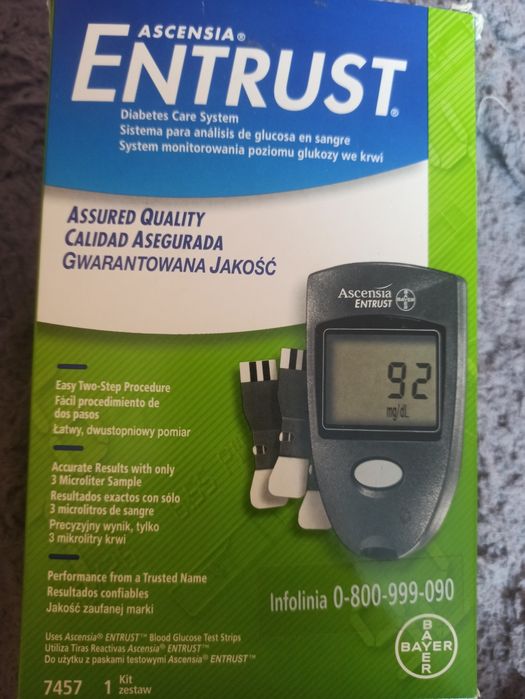 ASCENSIA®
ENTRUST®
Diabetes Care System
Sistema para análisis de glucosa en sangre
System monitorowania poziomu glukozy we krwi
ASSURED QUALITY
CALIDAD ASEGURADA
GWARANTOWANA JAKOŚĆ
Ascensia
ENTRUST
BAYER
92
mg/dL
Easy Two-Step Procedure
Fácil procedimiento de
dos pasos
Łatwy, dwustopniowy pomiar
Accurate Results with only
3 Microliter Sample
Resultados exactos con sólo
3 microlitros de sangre
Precyzyjny wynik, tylko
3 mikrolitry krwi
Performance from a Trusted Name
Resultados confiables
Jakość zaufanej marki
Infolinia 0-800-999-090
Uses Ascensia® ENTRUST™ Blood Glucose Test Strips
Utiliza Tiras Reactivas Ascensia® ENTRUST™
Do użytku z paskami testowymi Ascensia® ENTRUST™
BAYER
BAYER
7457 1 Kit
zestaw